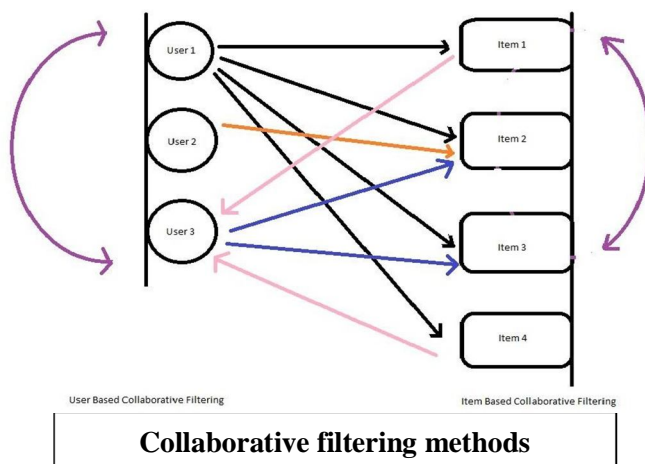 User 1
Item 1
User 2
Item 2
User 3
Item 3
Item 4
User Based Collaborative Filtering
Item Based Collaborative Filtering
Collaborative filtering methods